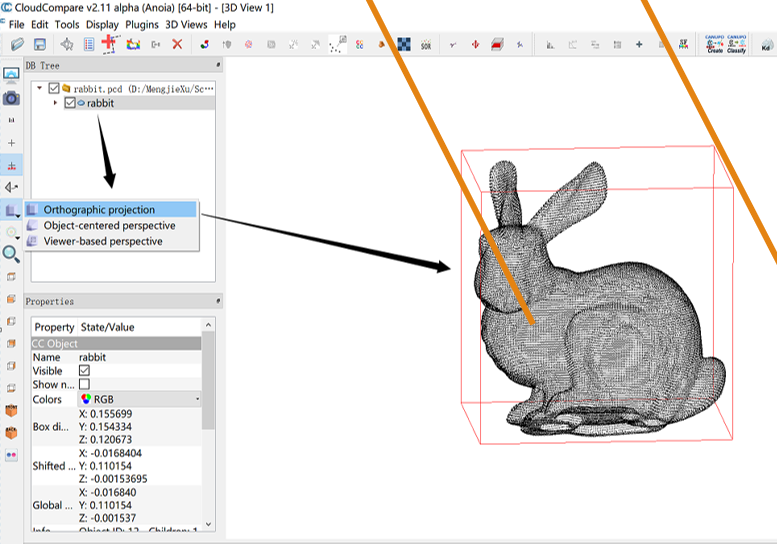 CloudCompare v2.11 alpha (Anoia) [64-bit] - [3D View 1]
File Edit Tools Display Plugins 3D Views Help
SOR
CANUPO CANUPO
Create Classify
Kd
DB Tree
rabbit.pcd (D:/MengjieXu/Sc···
rabbit
Orthographic projection
Object-centered perspective
Viewer-based perspective
Properties
Property State/Value
CC Object
Name rabbit
Visible
Show n...
Colors RGB
X: 0.155699
Box di... Y: 0.154334
Z: 0.120673
X: -0.0168404
Shifted ... Y: 0.110154
Z: -0.00153695
X: -0.016840
Global ... Y: 0.110154
Z: -0.001537
Info Object ID: 12 - Children: 1